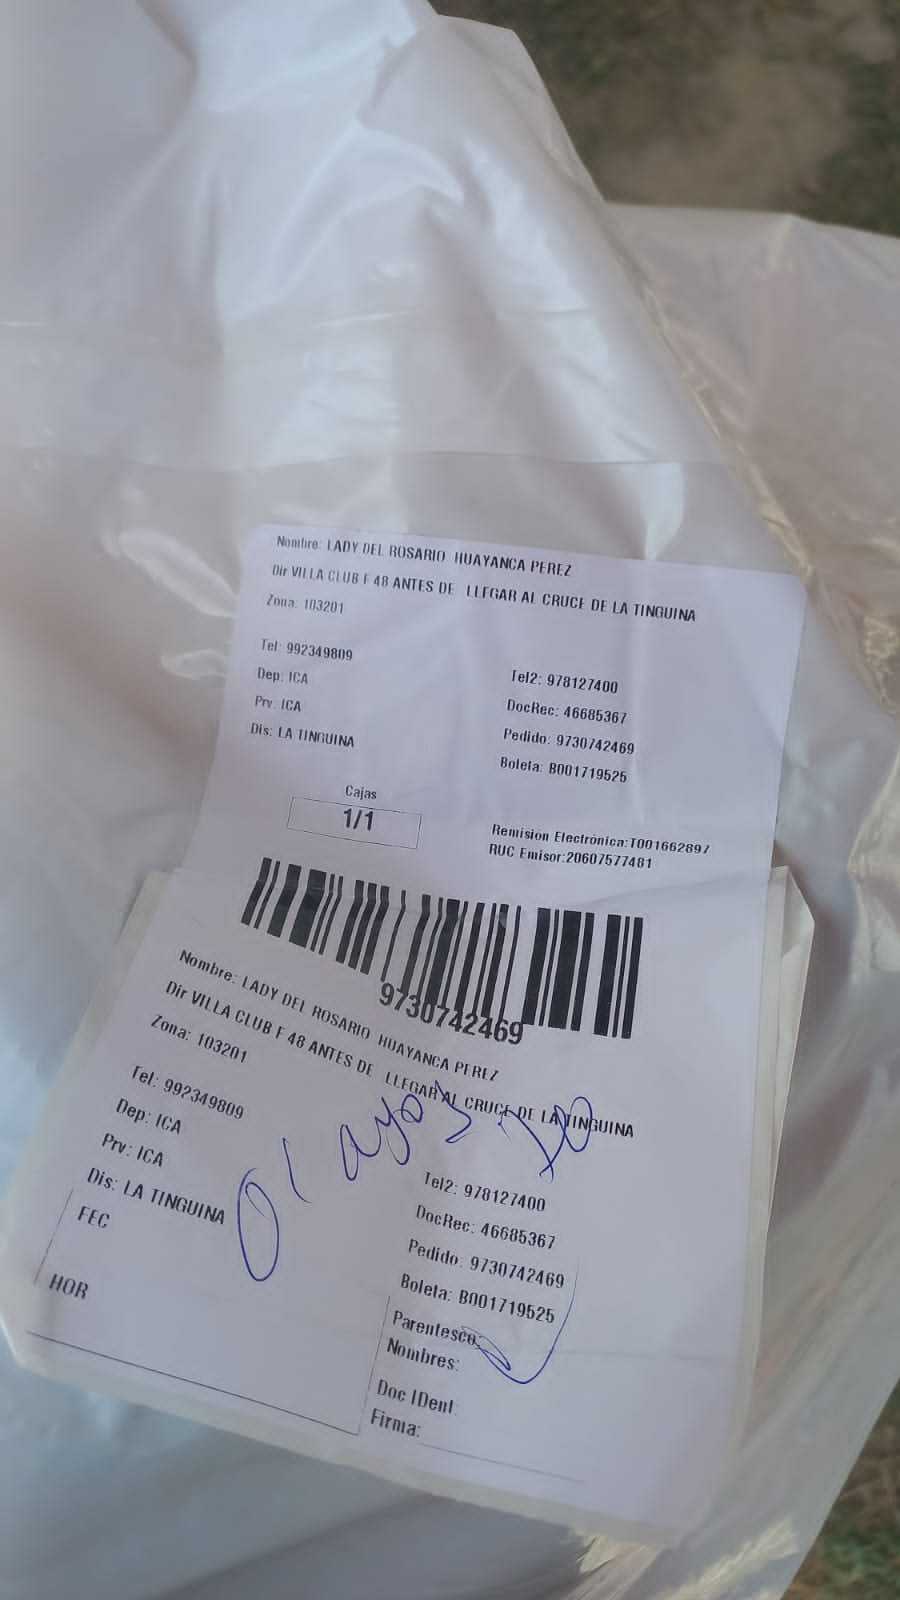 Nombre: LADY DEL ROSARIO HUAYANCA PEREZ
Dir VILLA CLUB F 48 ANTES DE LLEGAR AL CRUCE DE LA TINGUINA
Zona: 103201
Tel: 992349809
Tel2: 978127400
Dep: ICA
DocRec: 46685367
Prv: ICA
Pedido: 9730742469
Dis: LA TINGUINA
Boleta: B001719525
Cajas
1/1
Remisión Electrónica:T001662897
RUC Emisor:20607577481
9730742469
Nombre: LADY DEL ROSARIO HUAYANCA PEREZ
Dir VILLA CLUB F 48 ANTES DE LLEGAR AL CRUCE DE LA TINGUINA
Zona: 103201
Tel: 992349809
Dep: ICA
Prv: ICA
Dis: LA TINGUINA
Tel2: 978127400
DocRec: 46685367
Pedido: 9730742469
Boleta: B001719525
FEC
HOR
Parentesco:
Nombres:
Doc IDent:
Firma: